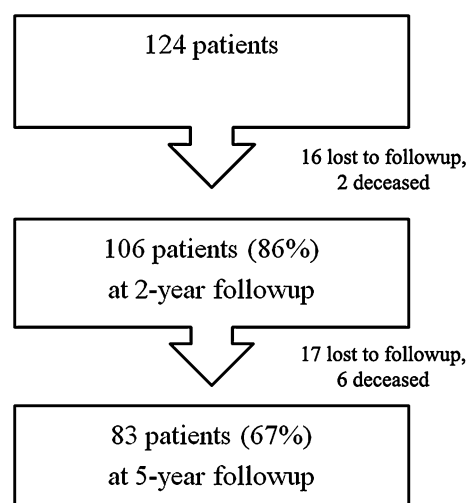 124 patients
16 lost to followup,
2 deceased
106 patients (86%)
at 2-year followup
17 lost to followup,
6 deceased
83 patients (67%)
at 5-year followup